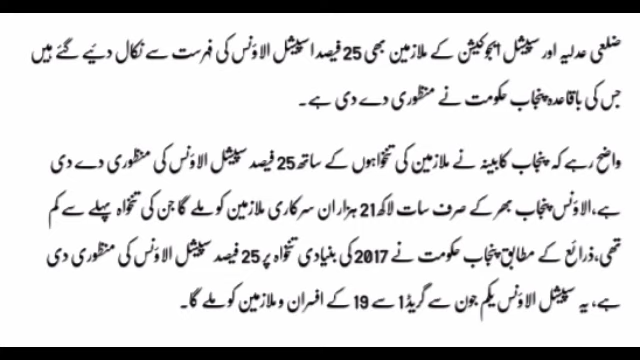 ضلعی عدلیہ اور سپیشل ایجوکیشن کے ملازمین بھی 25 فیصد اسپیشل الاؤنس کی فہرست سے نکال دئیے گئے ہیں
جس کی باقاعدہ پنجاب حکومت نے منظوری دے دی ہے۔
واضح رہے کہ پنجاب کابینہ نے ملازمین کی تنخواہوں کے ساتھ 25 فیصد سپیشل الاؤنس کی منظوری دے دی
ہے،الاؤنس پنجاب بھر کے صرف سات لاکھ 21 ہزار ان سرکاری ملازمین کو ملے گا جن کی تنخواہ پہلے سے کم
تھی،ذرائع کے مطابق پنجاب حکومت نے 2017 کی بنیادی تنخواہ پر 25 فیصد سپیشل الاؤنس کی منظوری دی
ہے، یہ سپیشل الاؤنس یکم جون سے گریڈ 1 سے 19 کے افسران و ملازمین کو ملے گا۔